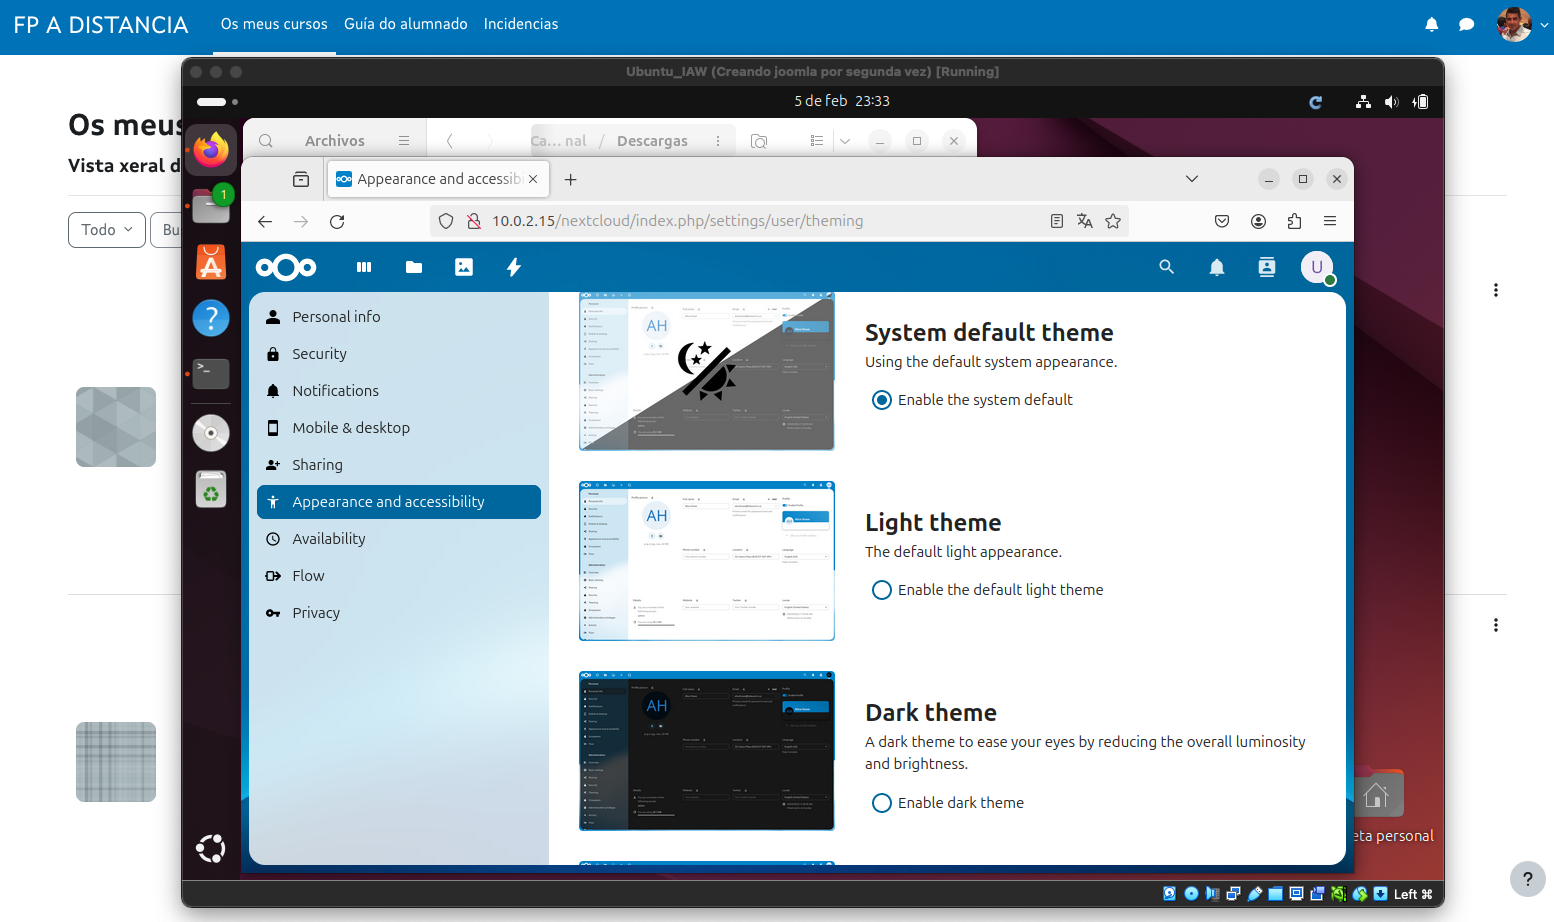 FP A DISTANCIA
Os meus cursos
Guía do alumnado
Incidencias
Os meus
Vista xeral d
Todo
Bu
Ubuntu_IAW (Creando joomla por segunda vez) [Running]
5 de feb 23:33
Archivos
Ca... nal / Descargas
1
Appearance and accessibi
10.0.2.15/nextcloud/index.php/settings/user/theming
U
Personal info
Security
Notifications
Mobile & desktop
Sharing
Appearance and accessibility
Availability
Flow
Privacy
AH
System default theme
Using the default system appearance.
Enable the system default
AH
Light theme
The default light appearance.
Enable the default light theme
AH
Dark theme
A dark theme to ease your eyes by reducing the overall luminosity
and brightness.
Enable dark theme
eta personal
Left ⌘
?